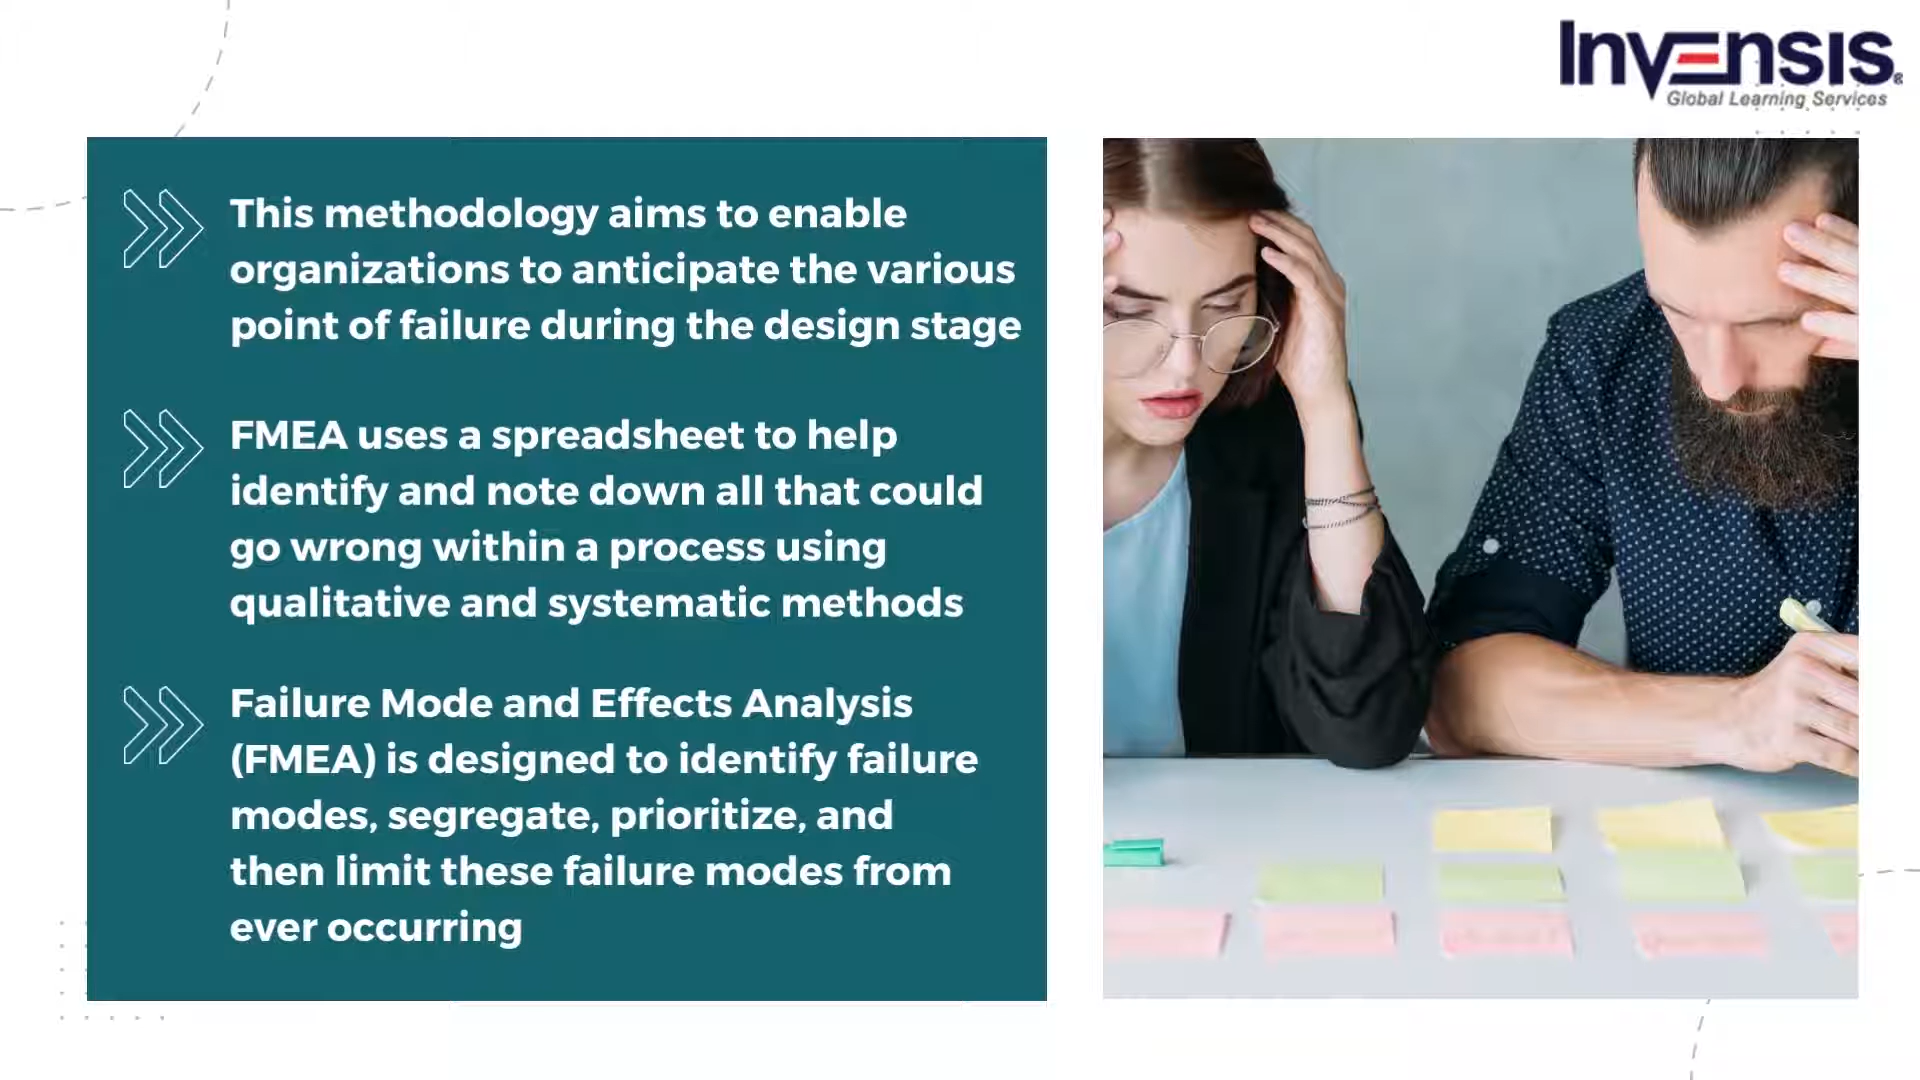 Invensis
Global Learning Services
This methodology aims to enable
organizations to anticipate the various
point of failure during the design stage
FMEA uses a spreadsheet to help
identify and note down all that could
go wrong within a process using
qualitative and systematic methods
Failure Mode and Effects Analysis
(FMEA) is designed to identify failure
modes, segregate, prioritize, and
then limit these failure modes from
ever occurring